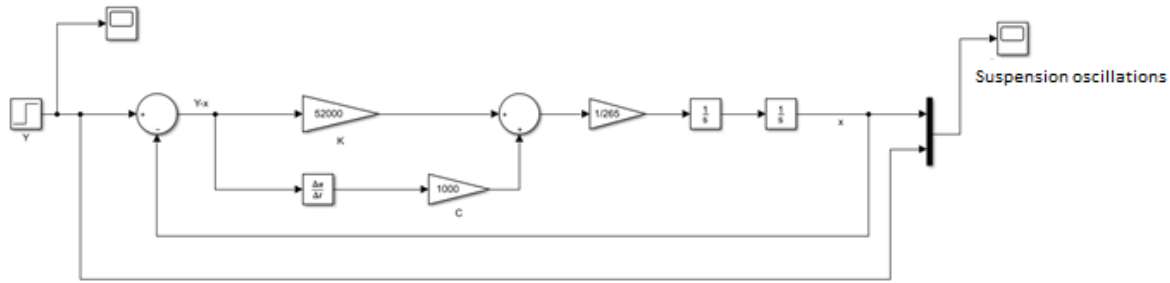 Suspension oscillations
Y-x
+
−
52000
+
+
1/265
1
s
1
s
Y
x
K
Δu
Δt
1000
C